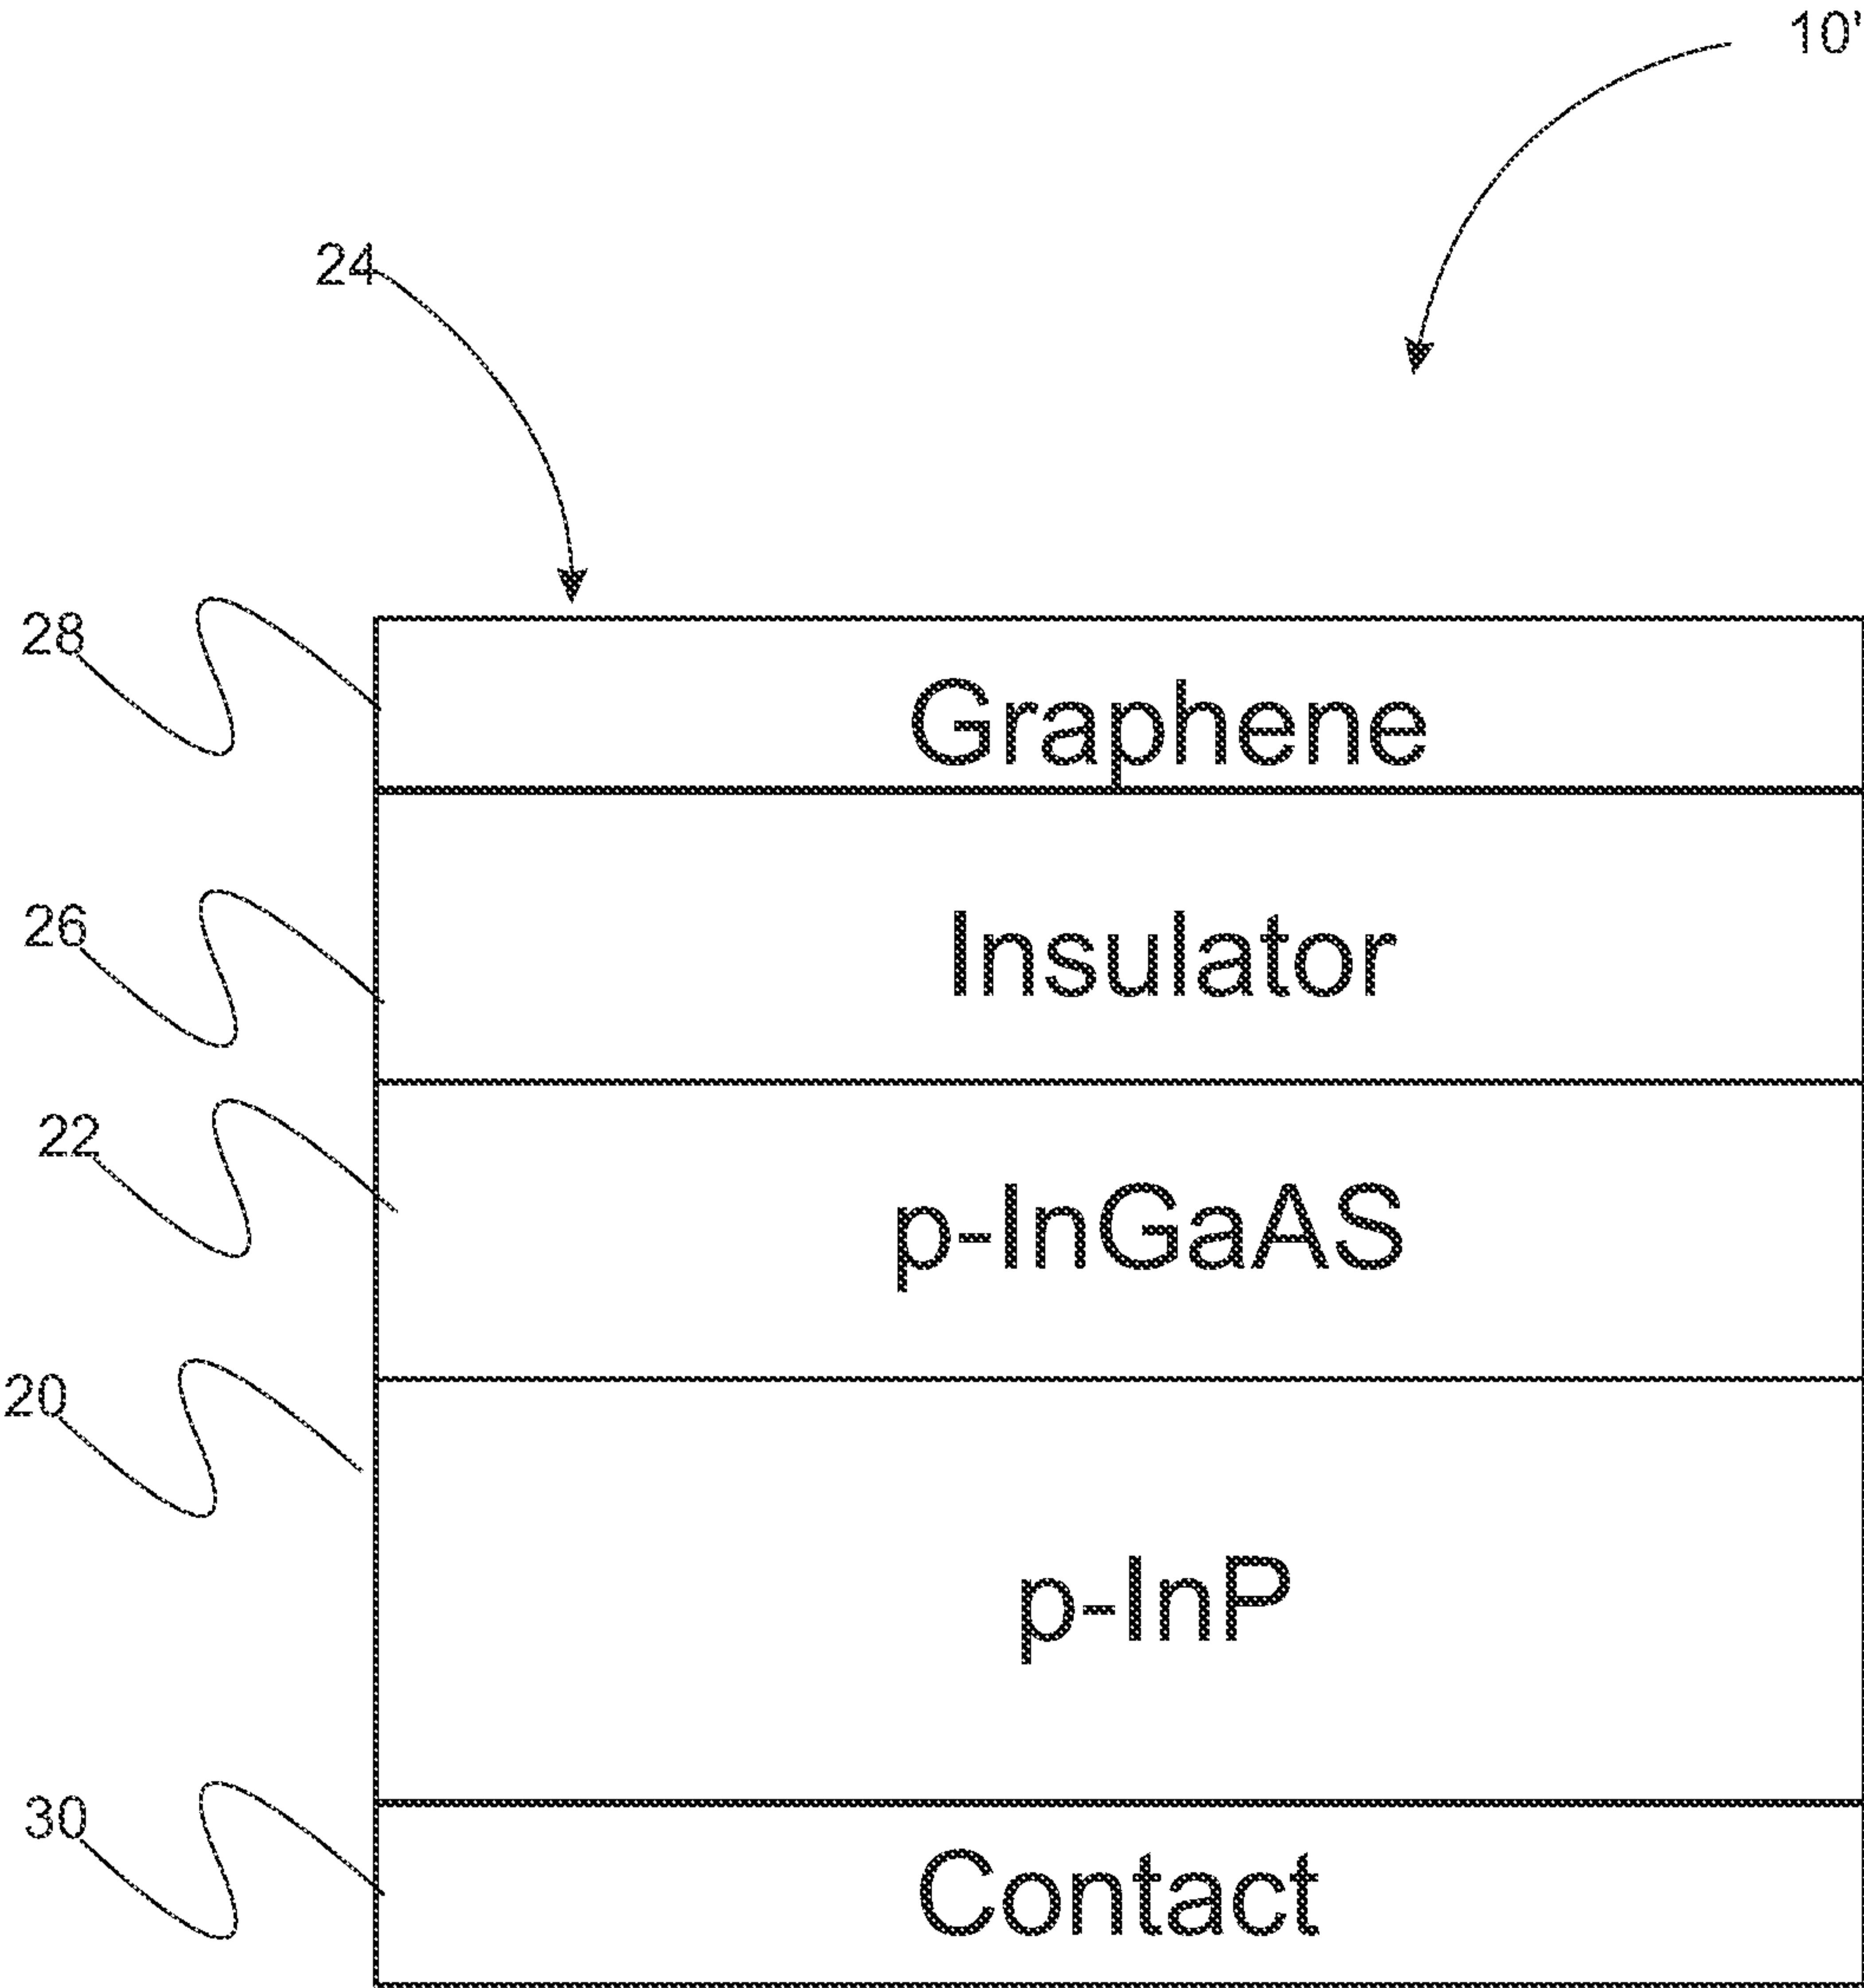 10'
24
28
Graphene
26
Insulator
22
p-InGaAS
20
p-InP
30
Contact